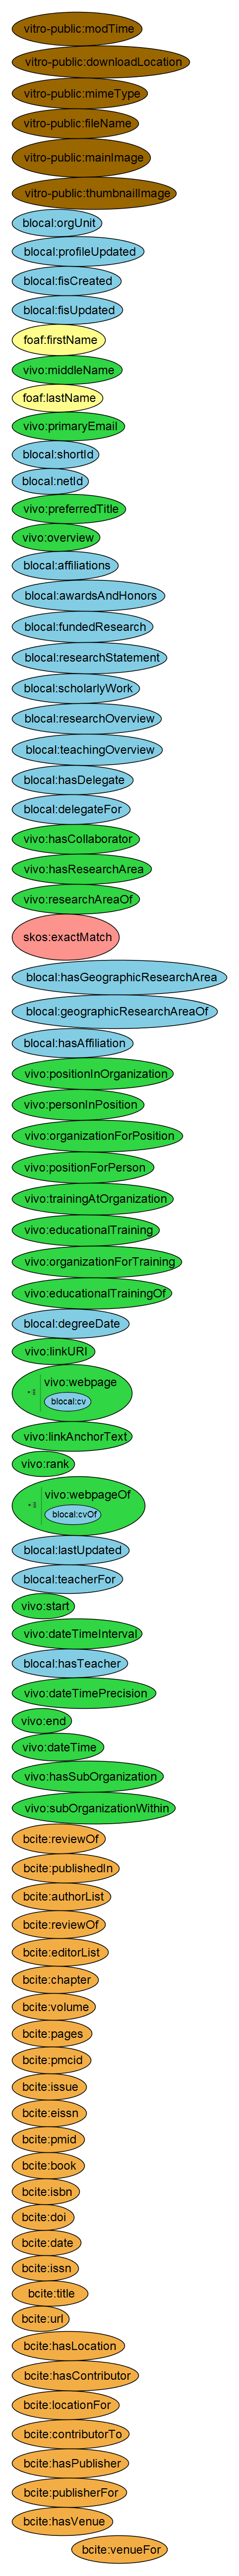 vitro-public:modTime
vitro-public:downloadLocation
vitro-public:mimeType
vitro-public:fileName
vitro-public:mainImage
vitro-public:thumbnailImage
blocal:orgUnit
blocal:profileUpdated
blocal:fisCreated
blocal:fisUpdated
foaf:firstName
vivo:middleName
foaf:lastName
vivo:primaryEmail
blocal:shortId
blocal:netId
vivo:preferredTitle
vivo:overview
blocal:affiliations
blocal:awardsAndHonors
blocal:fundedResearch
blocal:researchStatement
blocal:scholarlyWork
blocal:researchOverview
blocal:teachingOverview
blocal:hasDelegate
blocal:delegateFor
vivo:hasCollaborator
vivo:hasResearchArea
vivo:researchAreaOf
skos:exactMatch
blocal:hasGeographicResearchArea
blocal:geographicResearchAreaOf
blocal:hasAffiliation
vivo:positionInOrganization
vivo:personInPosition
vivo:organizationForPosition
vivo:positionForPerson
vivo:trainingAtOrganization
vivo:educationalTraining
vivo:organizationForTraining
vivo:educationalTrainingOf
blocal:degreeDate
vivo:linkURI
vivo:webpage
blocal:cv
vivo:linkAnchorText
vivo:rank
vivo:webpageOf
blocal:cvOf
blocal:lastUpdated
blocal:teacherFor
vivo:start
vivo:dateTimeInterval
blocal:hasTeacher
vivo:dateTimePrecision
vivo:end
vivo:dateTime
vivo:hasSubOrganization
vivo:subOrganizationWithin
bcite:reviewOf
bcite:publishedIn
bcite:authorList
bcite:reviewOf
bcite:editorList
bcite:chapter
bcite:volume
bcite:pages
bcite:pmcid
bcite:issue
bcite:eissn
bcite:pmid
bcite:book
bcite:isbn
bcite:doi
bcite:date
bcite:issn
bcite:title
bcite:url
bcite:hasLocation
bcite:hasContributor
bcite:locationFor
bcite:contributorTo
bcite:hasPublisher
bcite:publisherFor
bcite:hasVenue
bcite:venueFor